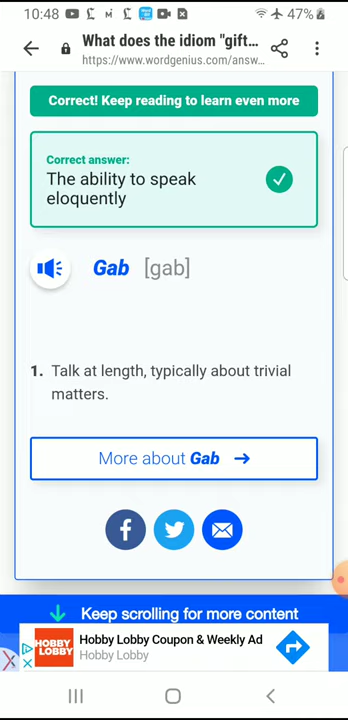 10:48
47%
What does the idiom "gift...
https://www.wordgenius.com/answ...
Correct! Keep reading to learn even more
Correct answer:
The ability to speak
eloquently
Gab [gab]
1. Talk at length, typically about trivial
matters.
More about Gab →
Keep scrolling for more content
HOBBY
LOBBY
Hobby Lobby Coupon & Weekly Ad
Hobby Lobby